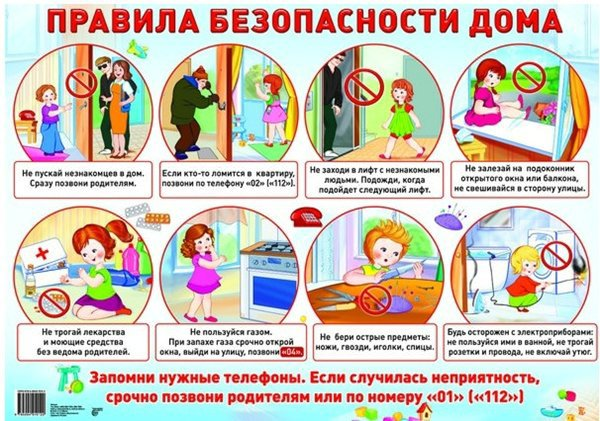 ПРАВИЛА БЕЗОПАСНОСТИ ДОМА
Не пускай незнакомцев в дом.
Сразу позвони родителям.
Если кто-то ломится в квартиру,
позвони по телефону «02» («112»).
Не заходи в лифт с незнакомыми
людьми. Подожди, когда
подойдет следующий лифт.
Не залезай на подоконник
открытого окна или балкона,
не свешивайся в сторону улицы.
Не трогай лекарства
и моющие средства
без ведома родителей.
Не пользуйся газом.
При запахе газа срочно открой
окна, выйди на улицу, позвони «04».
Не бери острые предметы:
ножи, гвозди, иголки, спицы.
Будь осторожен с электроприборами:
не пользуйся ими в ванной, не трогай
розетки и провода, не включай утюг.
Запомни нужные телефоны. Если случилась неприятность,
срочно позвони родителям или по номеру «01» («112»)